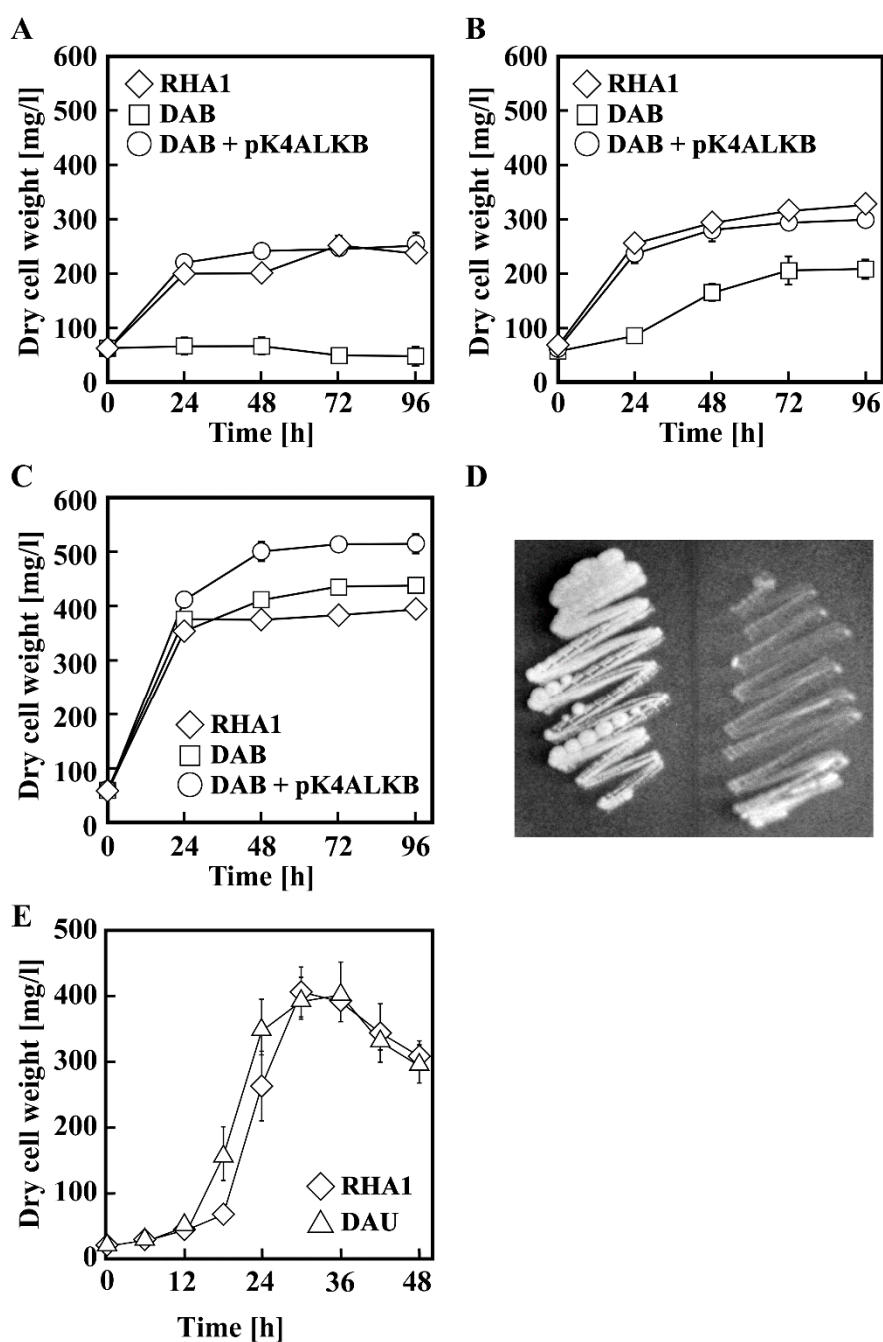 A
Dry cell weight [mg/l]
600
500
400
300
200
100
0
RHA1
DAB
DAB + pK4ALKB
0 24 48 72 96
Time [h]
B
Dry cell weight [mg/l]
600
500
400
300
200
100
0
RHA1
DAB
DAB + pK4ALKB
0 24 48 72 96
Time [h]
C
Dry cell weight [mg/l]
600
500
400
300
200
100
0
RHA1
DAB
DAB + pK4ALKB
0 24 48 72 96
Time [h]
D
E
Dry cell weight [mg/l]
500
400
300
200
100
0
RHA1
DAU
0 12 24 36 48
Time [h]